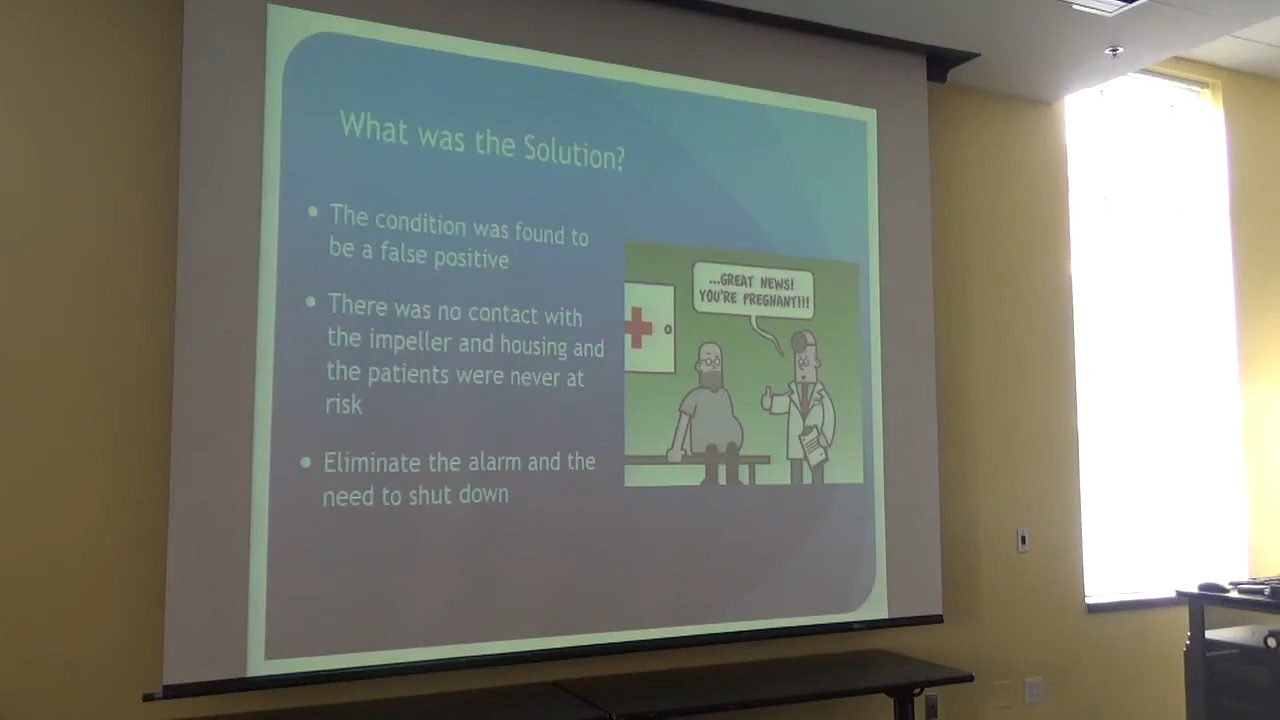 What was the Solution?
• The condition was found to
be a false positive
• There was no contact with
the impeller and housing and
the patients were never at
risk
• Eliminate the alarm and the
need to shut down
...GREAT NEWS!
YOU'RE PREGNANT!!!